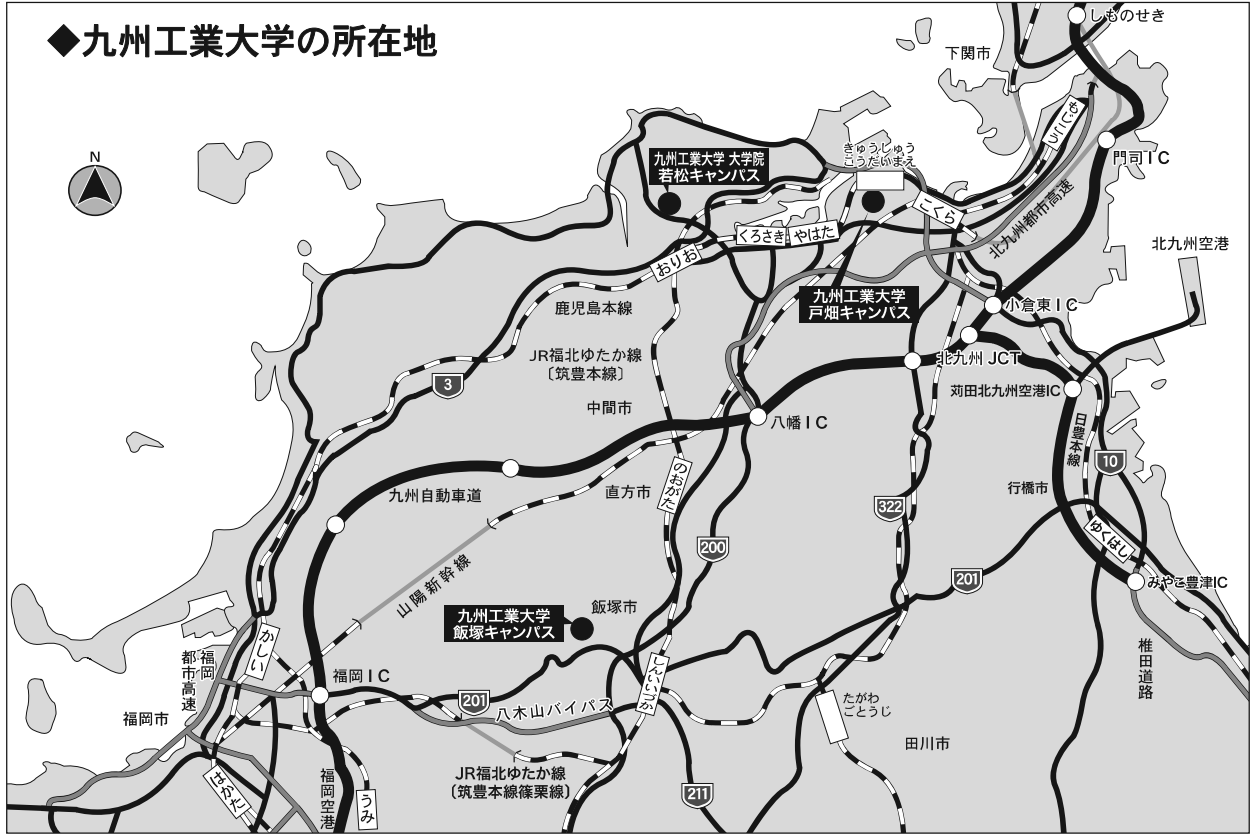 ◆九州工業大学の所在地
しものせき
下関市
N
もじこう
きゅうしゅう
こうだいまえ
門司IC
九州工業大学 大学院
若松キャンパス
こくら
北九州都市高速
くろさき
やはた
北九州空港
おりお
九州工業大学
戸畑キャンパス
小倉東IC
鹿児島本線
JR福北ゆたか線
〔筑豊本線〕
北九州JCT
3
苅田北九州空港IC
中間市
八幡IC
日豊本線
10
のおがた
九州自動車道
直方市
行橋市
322
ゆくはし
200
山陽新幹線
201
みやこ豊津IC
九州工業大学
飯塚キャンパス
飯塚市
かしい
福岡
都市高速
しんいいづか
椎田道路
福岡IC
201
八木山バイパス
たがわ
ごとうじ
福岡市
田川市
はかた
福岡空港
うみ
JR福北ゆたか線
〔筑豊本線篠栗線〕
211